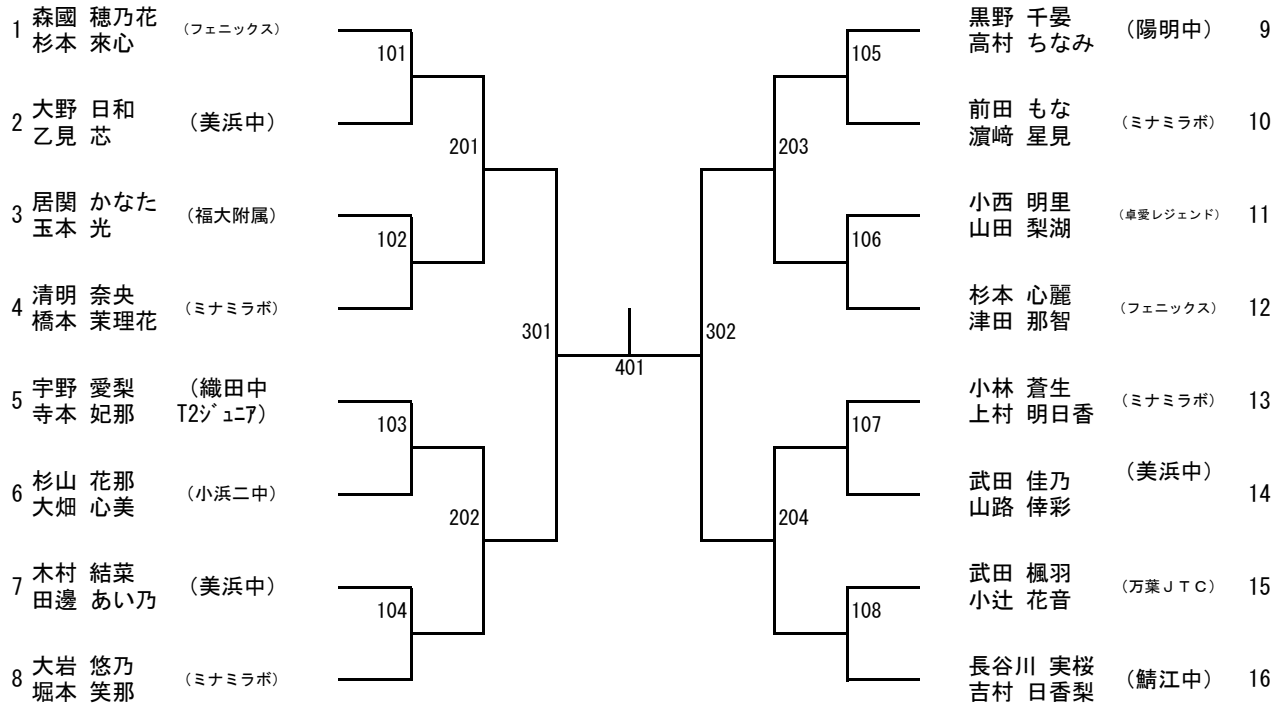 1 森國 穂乃花 (フェニックス)
杉本 來心
101
2 大野 日和 (美浜中)
乙見 芯
201
3 居関 かなた (福大附属)
玉本 光
102
4 清明 奈央 (ミナミラボ)
橋本 茉理花
301
5 宇野 愛梨 (織田中
寺本 妃那 T2ジュニア)
103
6 杉山 花那 (小浜二中)
大畑 心美
202
7 木村 結菜 (美浜中)
田邊 あい乃
104
8 大岩 悠乃 (ミナミラボ)
堀本 笑那
401
黒野 千晏 (陽明中) 9
高村 ちなみ
105
前田 もな (ミナミラボ) 10
濵﨑 星見
203
小西 明里 (卓愛レジェンド) 11
山田 梨湖
106
杉本 心麗 (フェニックス) 12
津田 那智
302
小林 蒼生 (ミナミラボ) 13
上村 明日香
107
武田 佳乃 (美浜中) 14
山路 倖彩
204
武田 楓羽 (万葉JTC) 15
小辻 花音
108
長谷川 実桜 (鯖江中) 16
吉村 日香梨